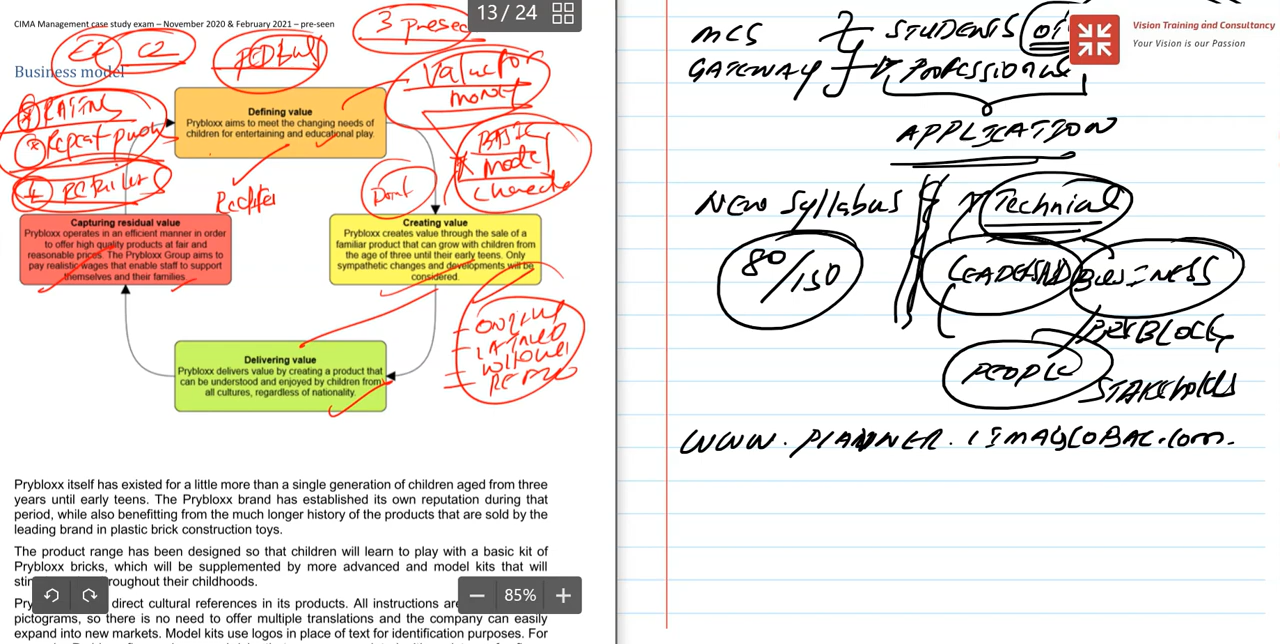 CIMA Management case study exam – November 2020 & February 2021 – pre-seen
13 / 24
3
E2 C2
REDBULL
Business model
Value for
money
RATING
Repeat
RETAILERS
Defining value
Prybloxx aims to meet the changing needs of
children for entertaining and educational play.
BASIC
Model
Capturing residual value
Prybloxx operates in an efficient manner in order
to offer high quality products at fair and
reasonable prices. The Prybloxx Group aims to
pay realistic wages that enable staff to support
themselves and their families.
Creating value
Prybloxx creates value through the sale of a
familiar product that can grow with children from
the age of three until their early teens. Only
sympathetic changes and developments will be
considered.
Delivering value
Prybloxx delivers value by creating a product that
can be understood and enjoyed by children from
all cultures, regardless of nationality.
Prybloxx itself has existed for a little more than a single generation of children aged from three
years until early teens. The Prybloxx brand has established its own reputation during that
period, while also benefitting from the much longer history of the products that are sold by the
leading brand in plastic brick construction toys.
The product range has been designed so that children will learn to play with a basic kit of
Prybloxx bricks, which will be supplemented by more advanced and model kits that will
throughout their childhoods.
direct cultural references in its products. All instructions are
pictograms, so there is no need to offer multiple translations and the company can easily
expand into new markets. Model kits use logos in place of text for identification purposes. For
85%
Vision Training and Consultancy
Your Vision is our Passion
MCS STUDENTS
GATEWAY PROFESSIONALS
APPLICATION
New Syllabus Technical
80/150 LEADERSHIP BUSINESS
PEOPLE
STAKEHOLDERS
WWW.PLANNER.CIMAGLOBAL.COM.